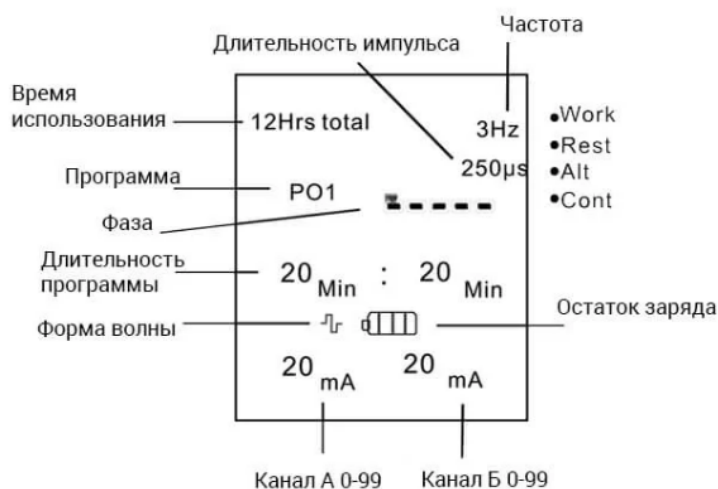 Частота
Длительность импульса
Время
использования
12Hrs total
3Hz
250µs
•Work
•Rest
•Alt
•Cont
Программа
PO1
Фаза
Длительность
программы
20 Min : 20 Min
Форма волны
Остаток заряда
20 mA 20 mA
Канал А 0-99 Канал Б 0-99